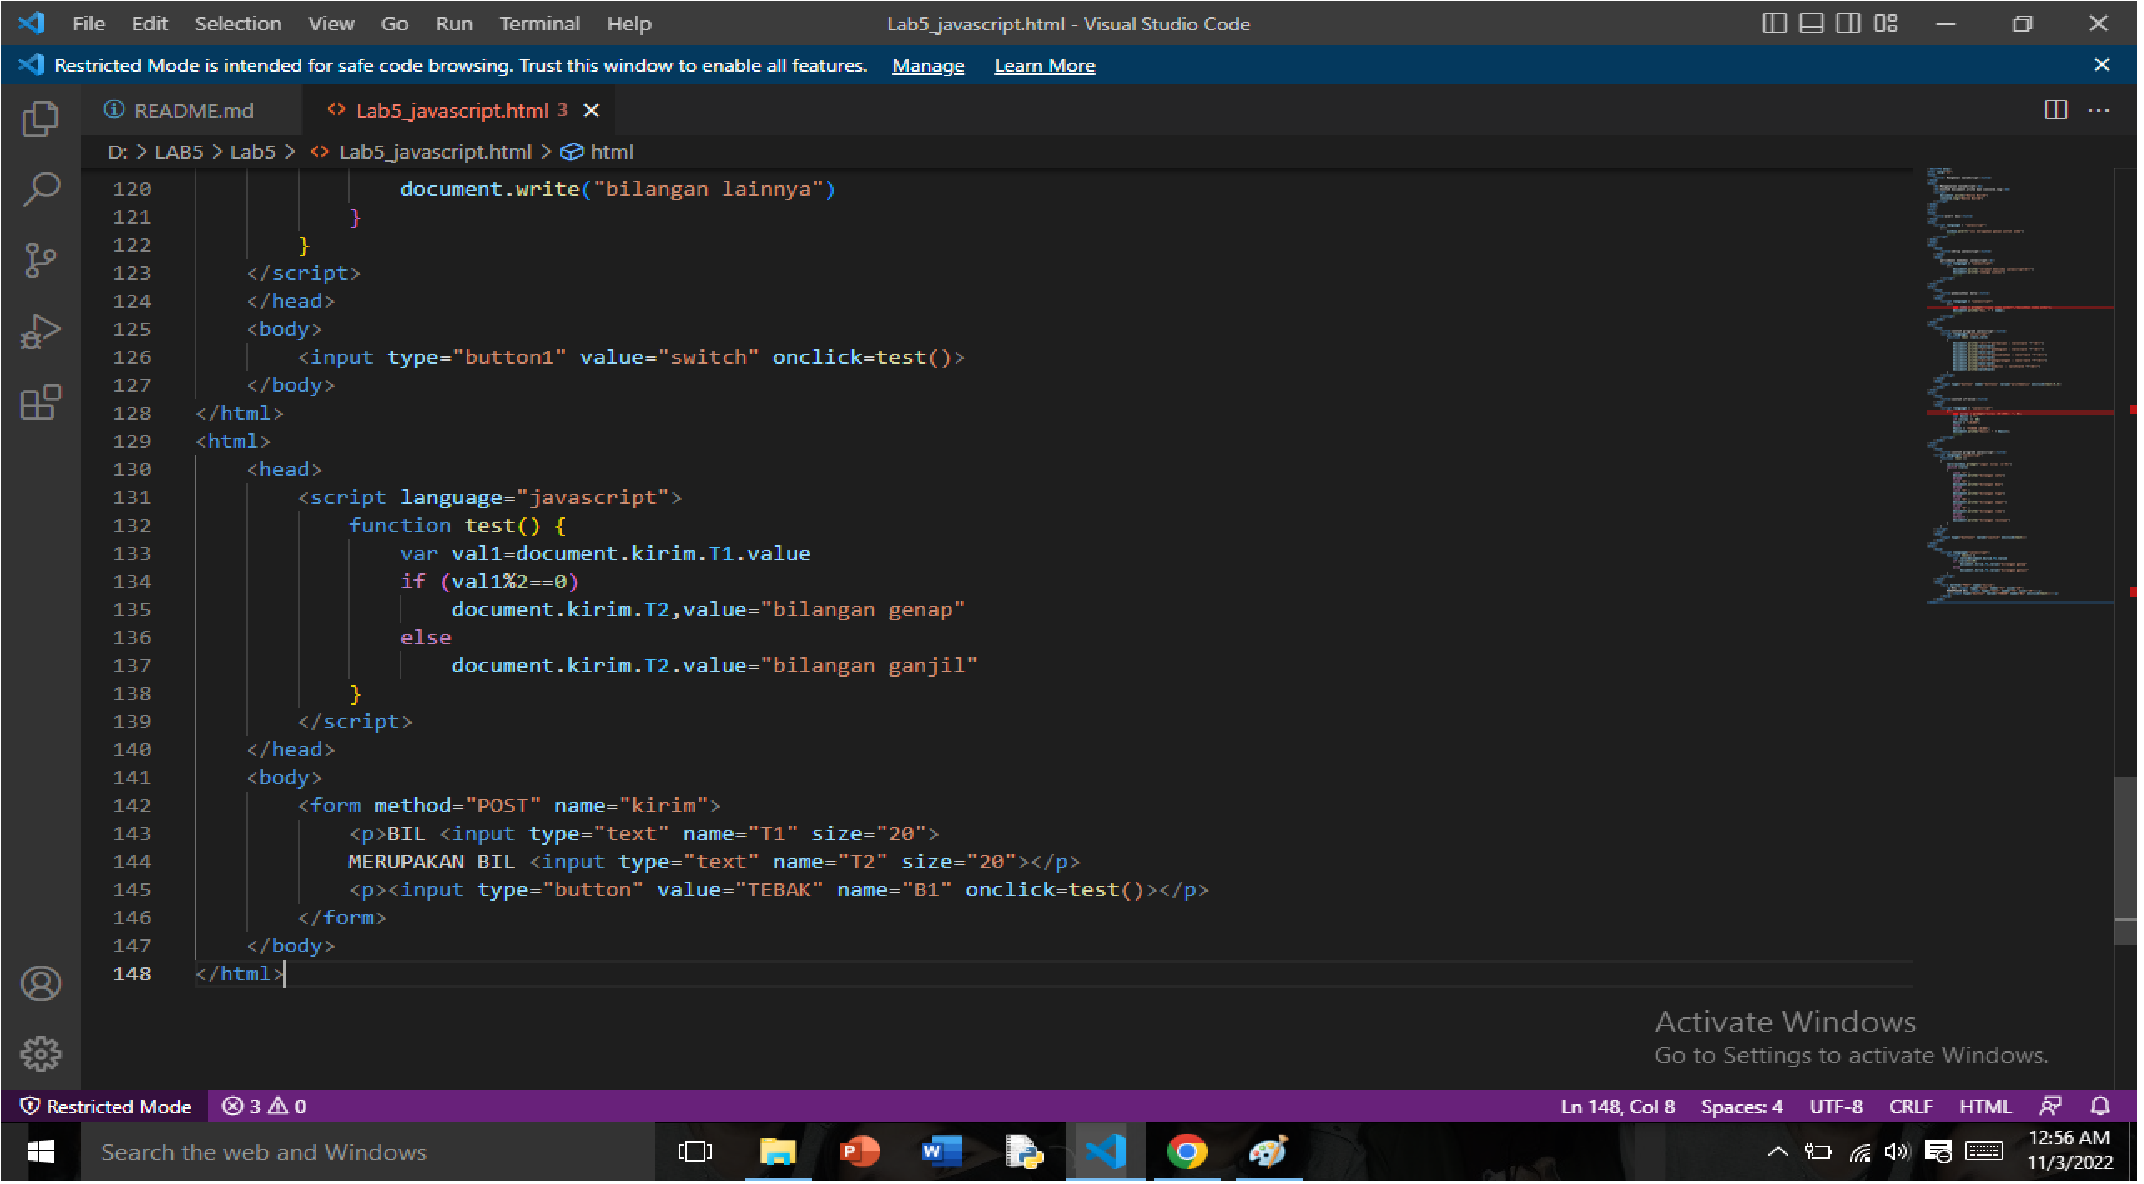 File Edit Selection View Go Run Terminal Help Lab5_javascript.html - Visual Studio Code
Restricted Mode is intended for safe code browsing. Trust this window to enable all features. Manage Learn More
README.md Lab5_javascript.html 3
D: > LAB5 > Lab5 > Lab5_javascript.html > html
120 document.write("bilangan lainnya")
121 }
122 }
123 </script>
124 </head>
125 <body>
126 <input type="button1" value="switch" onclick=test()>
127 </body>
128 </html>
129 <html>
130 <head>
131 <script language="javascript">
132 function test() {
133 var val1=document.kirim.T1.value
134 if (val1%2==0)
135 document.kirim.T2,value="bilangan genap"
136 else
137 document.kirim.T2.value="bilangan ganjil"
138 }
139 </script>
140 </head>
141 <body>
142 <form method="POST" name="kirim">
143 <p>BIL <input type="text" name="T1" size="20">
144 MERUPAKAN BIL <input type="text" name="T2" size="20"></p>
145 <p><input type="button" value="TEBAK" name="B1" onclick=test()></p>
146 </form>
147 </body>
148 </html>
Activate Windows
Go to Settings to activate Windows.
Restricted Mode 3 0 Ln 148, Col 8 Spaces: 4 UTF-8 CRLF HTML
Search the web and Windows
12:56 AM
11/3/2022